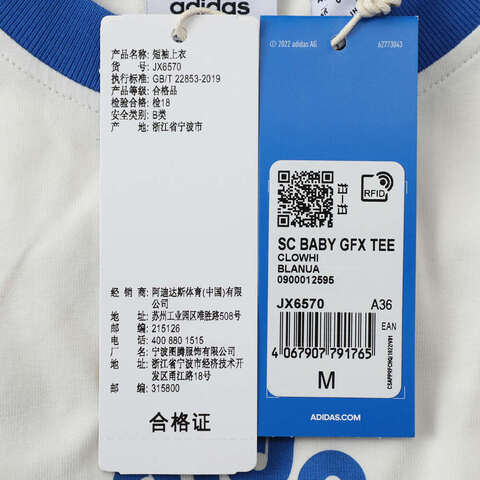 adidas
产品名称: 短袖上衣
货 号: JX6570
执行标准: GB/T 22853-2019
产品等级: 合格品
检验合格: 检18
安全类别: B类
产 地: 浙江省宁波市
经 销 商: 阿迪达斯体育(中国)有限
公司
地 址: 苏州工业园区唯胜路508号
邮 编: 215126
电 话: 400 880 1515
厂 名: 宁波图腾服饰有限公司
地 址: 浙江省宁波市经济技术开
发区甬江路18号
邮 编: 315800
合格证
© 2022 adidas AG
62773043
RFID
SC BABY GFX TEE
CLOWHI
BLANUA
0900012595
JX6570 A36
EAN
4 067907 791765
M
ADIDAS.COM